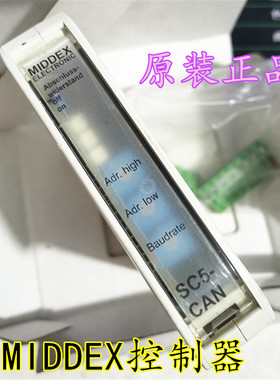 原装正品
MIDDEX
ELECTRONIC
Abschluss-
widerstand
off
on
Adr. high
Adr. low
Baudrate
SC5-
CAN
MIDDEX控制器